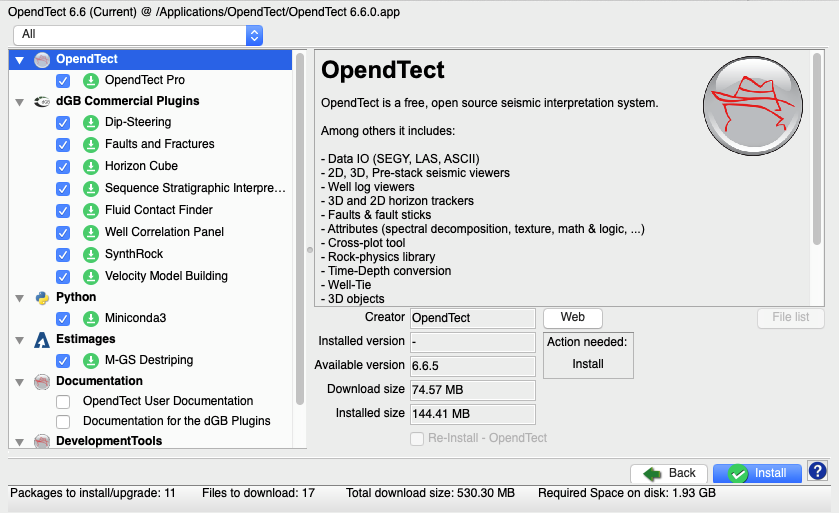 OpendTect 6.6 (Current) @ /Applications/OpendTect/OpendTect 6.6.0.app
All
OpendTect
OpendTect Pro
dGB Commercial Plugins
Dip-Steering
Faults and Fractures
Horizon Cube
Sequence Stratigraphic Interpre...
Fluid Contact Finder
Well Correlation Panel
SynthRock
Velocity Model Building
Python
Miniconda3
Estimages
M-GS Destriping
Documentation
OpendTect User Documentation
Documentation for the dGB Plugins
DevelopmentTools
OpendTect
OpendTect is a free, open source seismic interpretation system.
Among others it includes:
- Data IO (SEGY, LAS, ASCII)
- 2D, 3D, Pre-stack seismic viewers
- Well log viewers
- 3D and 2D horizon trackers
- Faults & fault sticks
- Attributes (spectral decomposition, texture, math & logic, ...)
- Cross-plot tool
- Rock-physics library
- Time-Depth conversion
- Well-Tie
- 3D objects
Creator OpendTect Web File list
Installed version -
Action needed:
Install
Available version 6.6.5
Download size 74.57 MB
Installed size 144.41 MB
Re-Install - OpendTect
Back Install ?
Packages to install/upgrade: 11 Files to download: 17 Total download size: 530.30 MB Required Space on disk: 1.93 GB